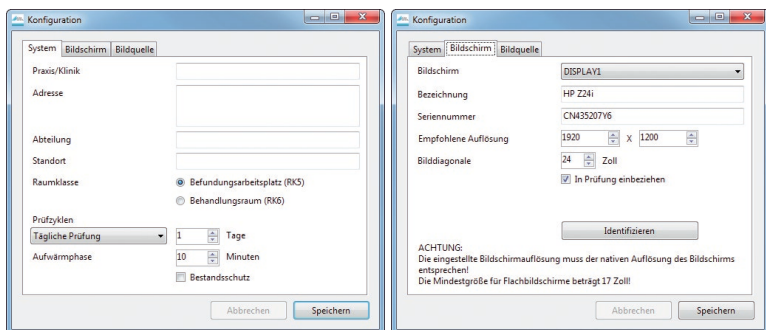 Konfiguration
System Bildschirm Bildquelle
Praxis/Klinik
Adresse
Abteilung
Standort
Raumklasse Befundungsarbeitsplatz (RK5)
Behandlungsraum (RK6)
Prüfzyklen
Tägliche Prüfung 1 Tage
Aufwärmphase 10 Minuten
Bestandsschutz
Abbrechen Speichern
Konfiguration
System Bildschirm Bildquelle
Bildschirm DISPLAY1
Bezeichnung HP Z24i
Seriennummer CN435207Y6
Empfohlene Auflösung 1920 X 1200
Bilddiagonale 24 Zoll
In Prüfung einbeziehen
Identifizieren
ACHTUNG:
Die eingestellte Bildschirmauflösung muss der nativen Auflösung des Bildschirms
entsprechen!
Die Mindestgröße für Flachbildschirme beträgt 17 Zoll!
Abbrechen Speichern